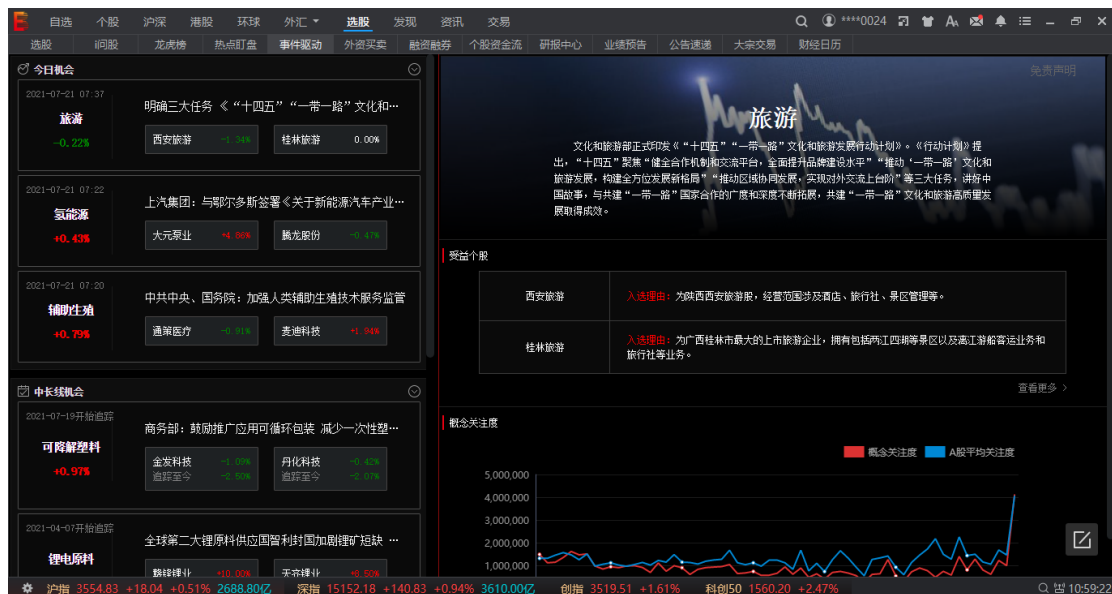 自选 个股 沪深 港股 环球 外汇 选股 发现 资讯 交易 ****0024
选股 i问股 龙虎榜 热点盯盘 事件驱动 外资买卖 融资融券 个股资金流 研报中心 业绩预告 公告速递 大宗交易 财经日历
今日机会
2021-07-21 07:37
旅游
-0.22%
明确三大任务 《“十四五”“一带一路”文化和…
西安旅游 -1.34% 桂林旅游 0.00%
2021-07-21 07:22
氢能源
+0.43%
上汽集团：与鄂尔多斯签署《关于新能源汽车产业…
大元泵业 +4.86% 腾龙股份 -0.47%
2021-07-21 07:20
辅助生殖
+0.79%
中共中央、国务院：加强人类辅助生殖技术服务监管
通策医疗 -0.91% 麦迪科技 +1.94%
中长线机会
2021-07-19开始追踪
可降解塑料
+0.97%
商务部：鼓励推广应用可循环包装 减少一次性塑…
金发科技 -1.09% 丹化科技 -0.42%
追踪至今 -2.50% 追踪至今 -2.07%
2021-04-07开始追踪
锂电原料
全球第二大锂原料供应国智利封国加剧锂矿短缺 …
雅锂锂业 +10.00% 天齐锂业 +6.50%
免责声明
旅游
文化和旅游部正式印发《“十四五”“一带一路”文化和旅游发展行动计划》。《行动计划》提
出，“十四五”聚焦“健全合作机制和交流平台，全面提升品牌建设水平”“推动‘一带一路’文化和
旅游发展，构建全方位发展新格局”“推动区域协同发展，实现对外交流上台阶”等三大任务，讲好中
国故事，与共建“一带一路”国家合作的广度和深度不断拓展，共建“一带一路”文化和旅游高质量发
展取得成效。
受益个股
西安旅游 入选理由：为陕西西安旅游股，经营范围涉及酒店、旅行社、景区管理等。
桂林旅游 入选理由：为广西桂林市最大的上市旅游企业，拥有包括两江四湖等景区以及漓江游船客运业务和
旅行社等业务。
查看更多
概念关注度
概念关注度 A股平均关注度
5,000,000
4,000,000
3,000,000
2,000,000
1,000,000
沪指 3554.83 +18.04 +0.51% 2688.80亿 深指 15152.18 +140.83 +0.94% 3610.00亿 创指 3519.51 +1.61% 科创50 1560.20 +2.47% 10:59:22